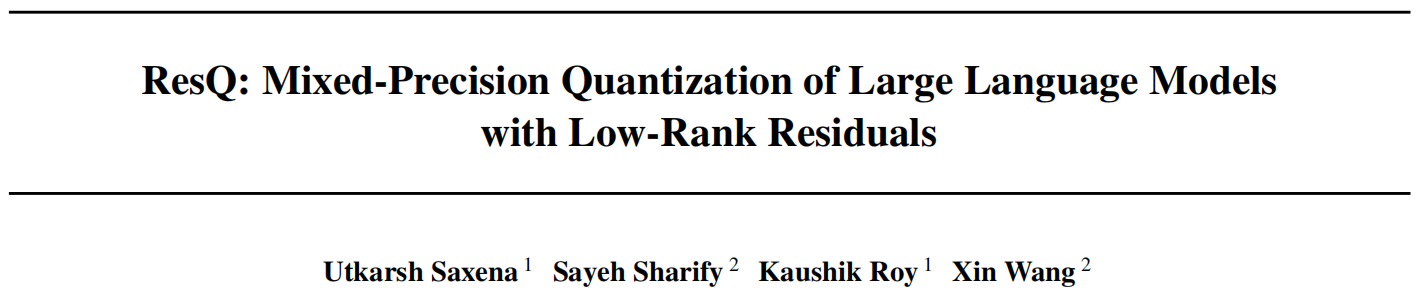 ResQ: Mixed-Precision Quantization of Large Language Models
with Low-Rank Residuals
Utkarsh Saxena 1 Sayeh Sharify 2 Kaushik Roy 1 Xin Wang 2